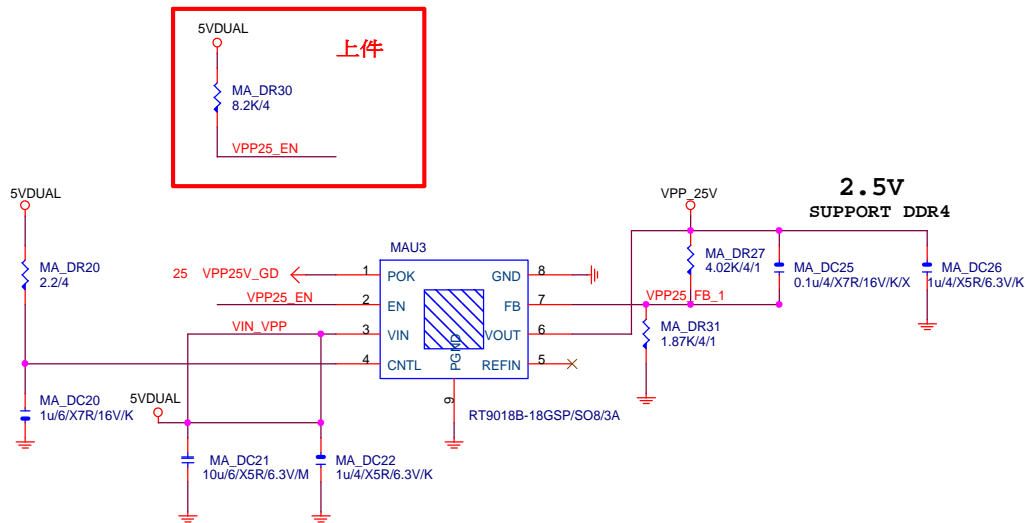 5VDUAL
上件
MA_DR30
8.2K/4
VPP25_EN
5VDUAL
VPP_25V
2.5V
SUPPORT DDR4
MA_DR20
2.2/4
MAU3
25 VPP25V_GD
1 POK
GND 8
MA_DR27
4.02K/4/1
MA_DC25
0.1u/4/X7R/16V/K/X
MA_DC26
1u/4/X5R/6.3V/K
VPP25_EN
2 EN
FB 7
VPP25_FB_1
VIN_VPP
3 VIN
VOUT 6
MA_DR31
1.87K/4/1
4 CNTL
PGND
REFIN 5
9
RT9018B-18GSP/SO8/3A
MA_DC20
1u/6/X7R/16V/K
5VDUAL
MA_DC21
10u/6/X5R/6.3V/M
MA_DC22
1u/4/X5R/6.3V/K